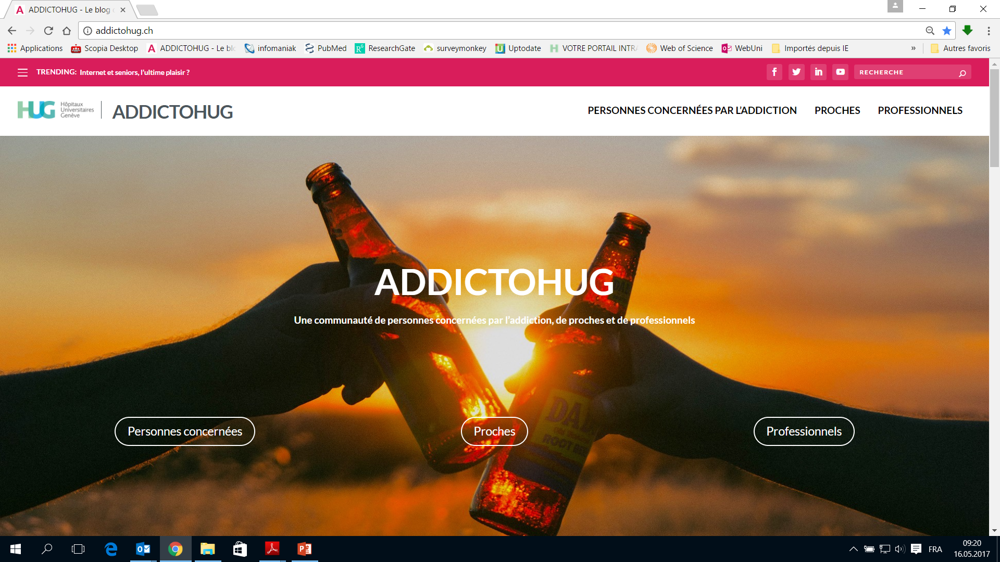 ADDICTOHUG - Le blog
addictohug.ch
Applications
Scopia Desktop
ADDICTOHUG - Le bl
infomaniak
PubMed
ResearchGate
surveymonkey
Uptodate
VOTRE PORTAIL INTR
Web of Science
WebUni
Importés depuis IE
»
Autres favoris
TRENDING: Internet et seniors, l'ultime plaisir ?
RECHERCHE
HUG
Hôpitaux
Universitaires
Genève
ADDICTOHUG
PERSONNES CONCERNÉES PAR L'ADDICTION
PROCHES
PROFESSIONNELS
ADDICTOHUG
Une communauté de personnes concernées par l'addiction, de proches et de professionnels
Personnes concernées
Proches
Professionnels
ROOT
FRA
09:20
16.05.2017